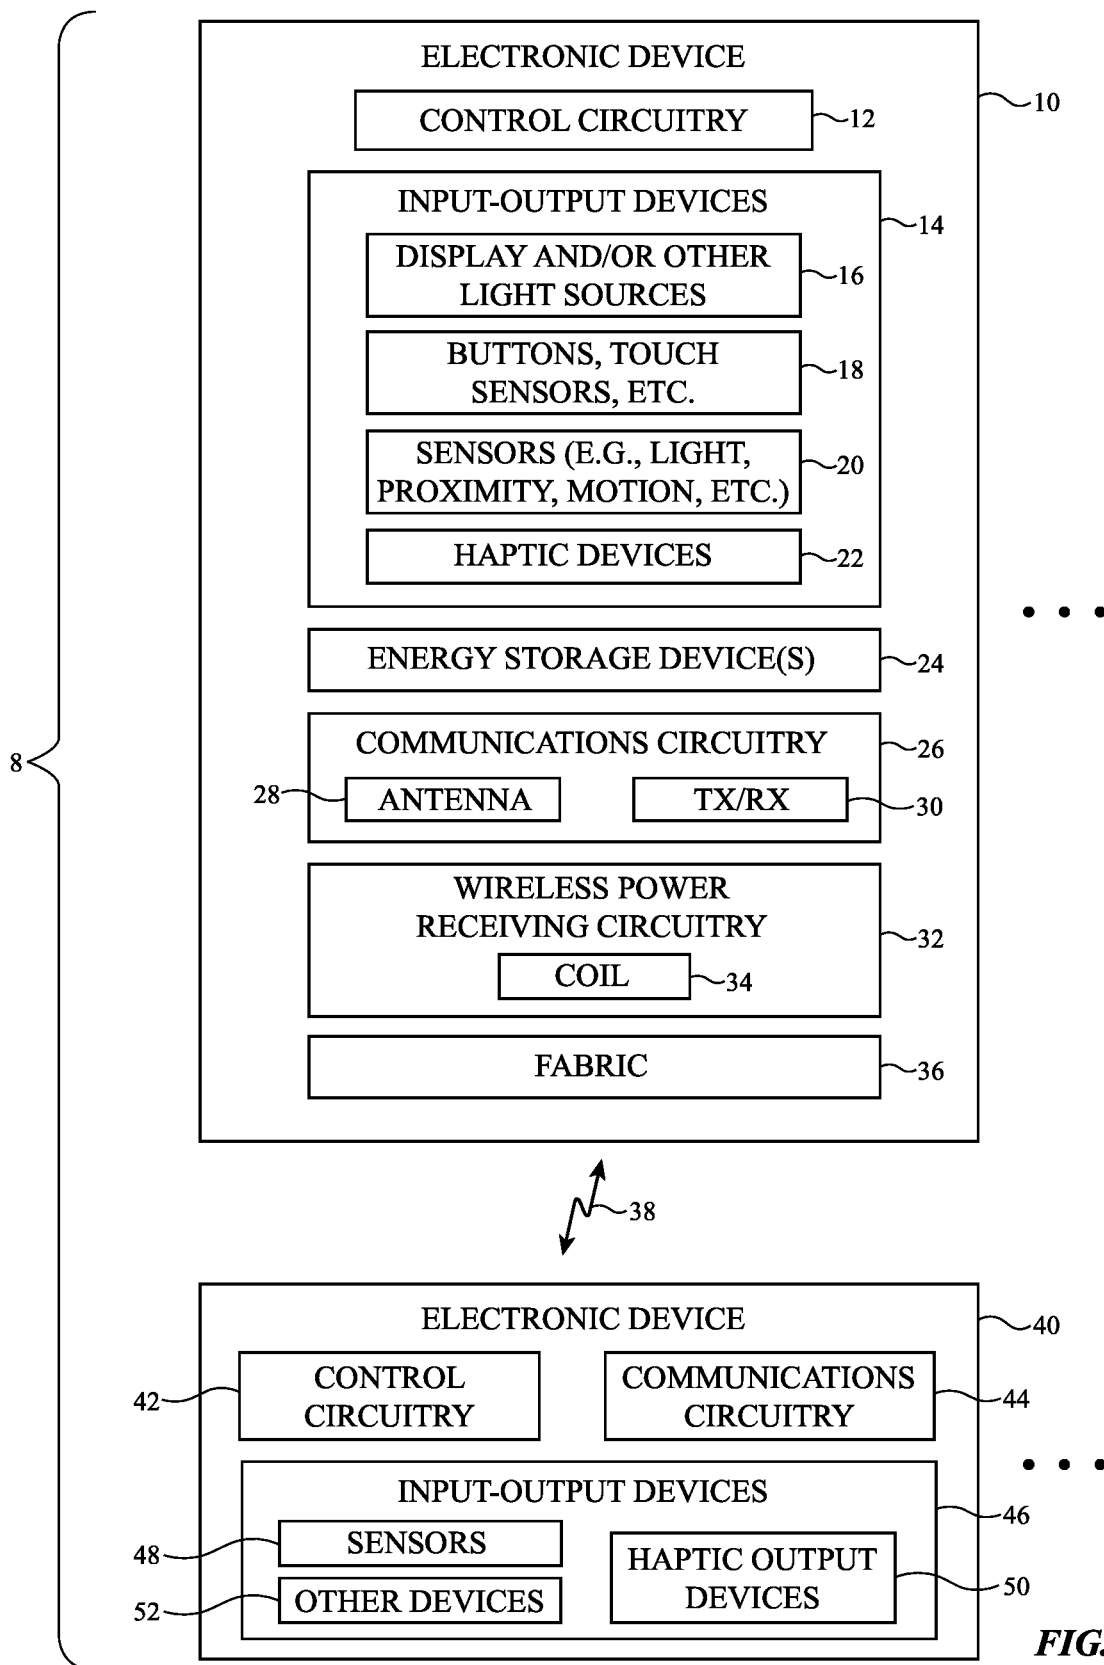 8
ELECTRONIC DEVICE
10
CONTROL CIRCUITRY
12
INPUT-OUTPUT DEVICES
14
DISPLAY AND/OR OTHER
LIGHT SOURCES
16
BUTTONS, TOUCH
SENSORS, ETC.
18
SENSORS (E.G., LIGHT,
PROXIMITY, MOTION, ETC.)
20
HAPTIC DEVICES
22
ENERGY STORAGE DEVICE(S)
24
COMMUNICATIONS CIRCUITRY
26
28
ANTENNA
TX/RX
30
WIRELESS POWER
RECEIVING CIRCUITRY
32
COIL
34
FABRIC
36
38
ELECTRONIC DEVICE
40
42
CONTROL
CIRCUITRY
COMMUNICATIONS
CIRCUITRY
44
INPUT-OUTPUT DEVICES
46
48
SENSORS
52
OTHER DEVICES
HAPTIC OUTPUT
DEVICES
50
FIG.